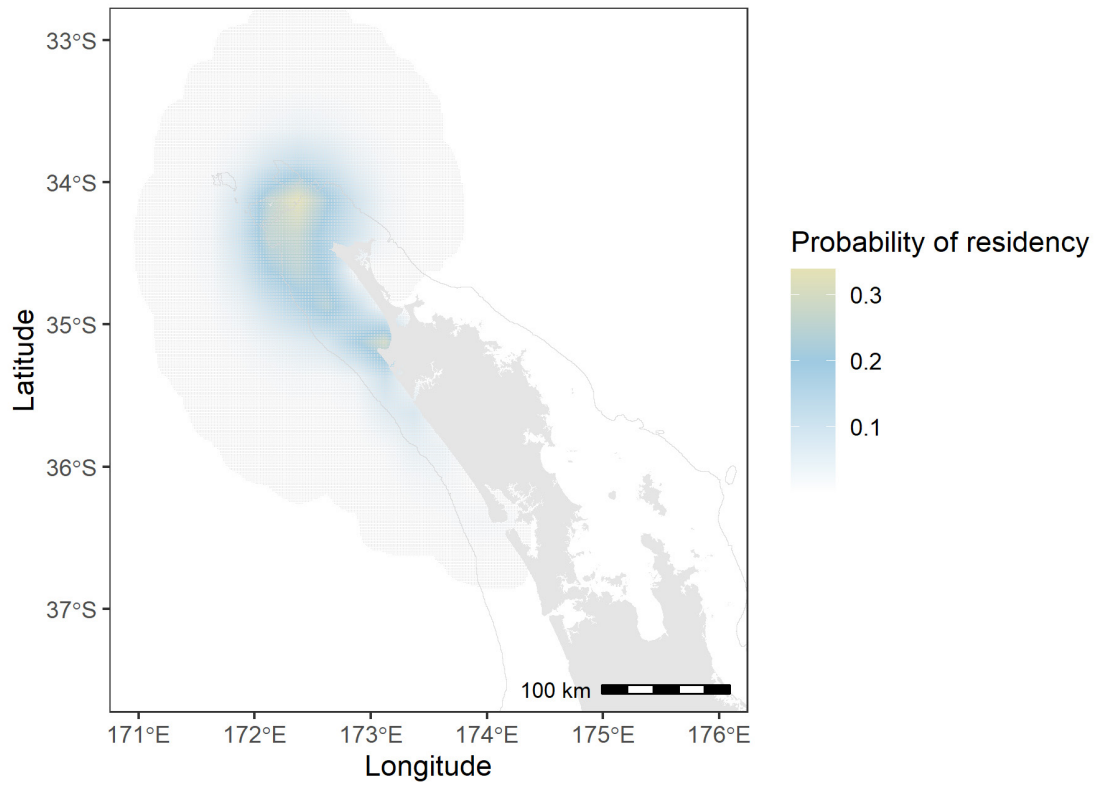 33°S
34°S
35°S
36°S
37°S
Latitude
100 km
171°E
172°E
173°E
174°E
175°E
176°E
Longitude
Probability of residency
0.3
0.2
0.1